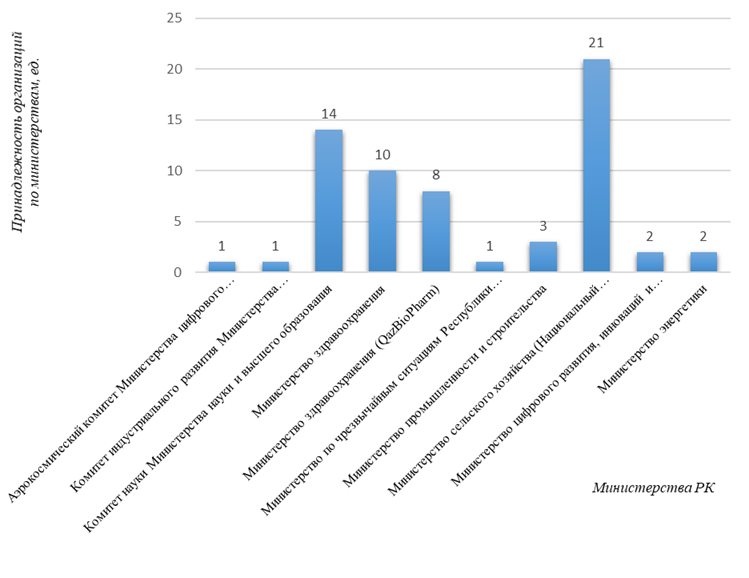 Принадлежность организаций
по министерствам, ед.
25
20
15
10
5
0
1
1
14
10
8
1
3
21
2
2
Аэрокосмический комитет Министерства цифрового…
Комитет индустриального развития Министерства…
Комитет науки Министерства науки и высшего образования
Министерство здравоохранения
Министерство здравоохранения (QazBioPharm)
Министерство по чрезвычайным ситуациям Республики…
Министерство промышленности и строительства
Министерство сельского хозяйства (Национальный…
Министерство цифрового развития, инноваций и…
Министерство энергетики
Министерства РК